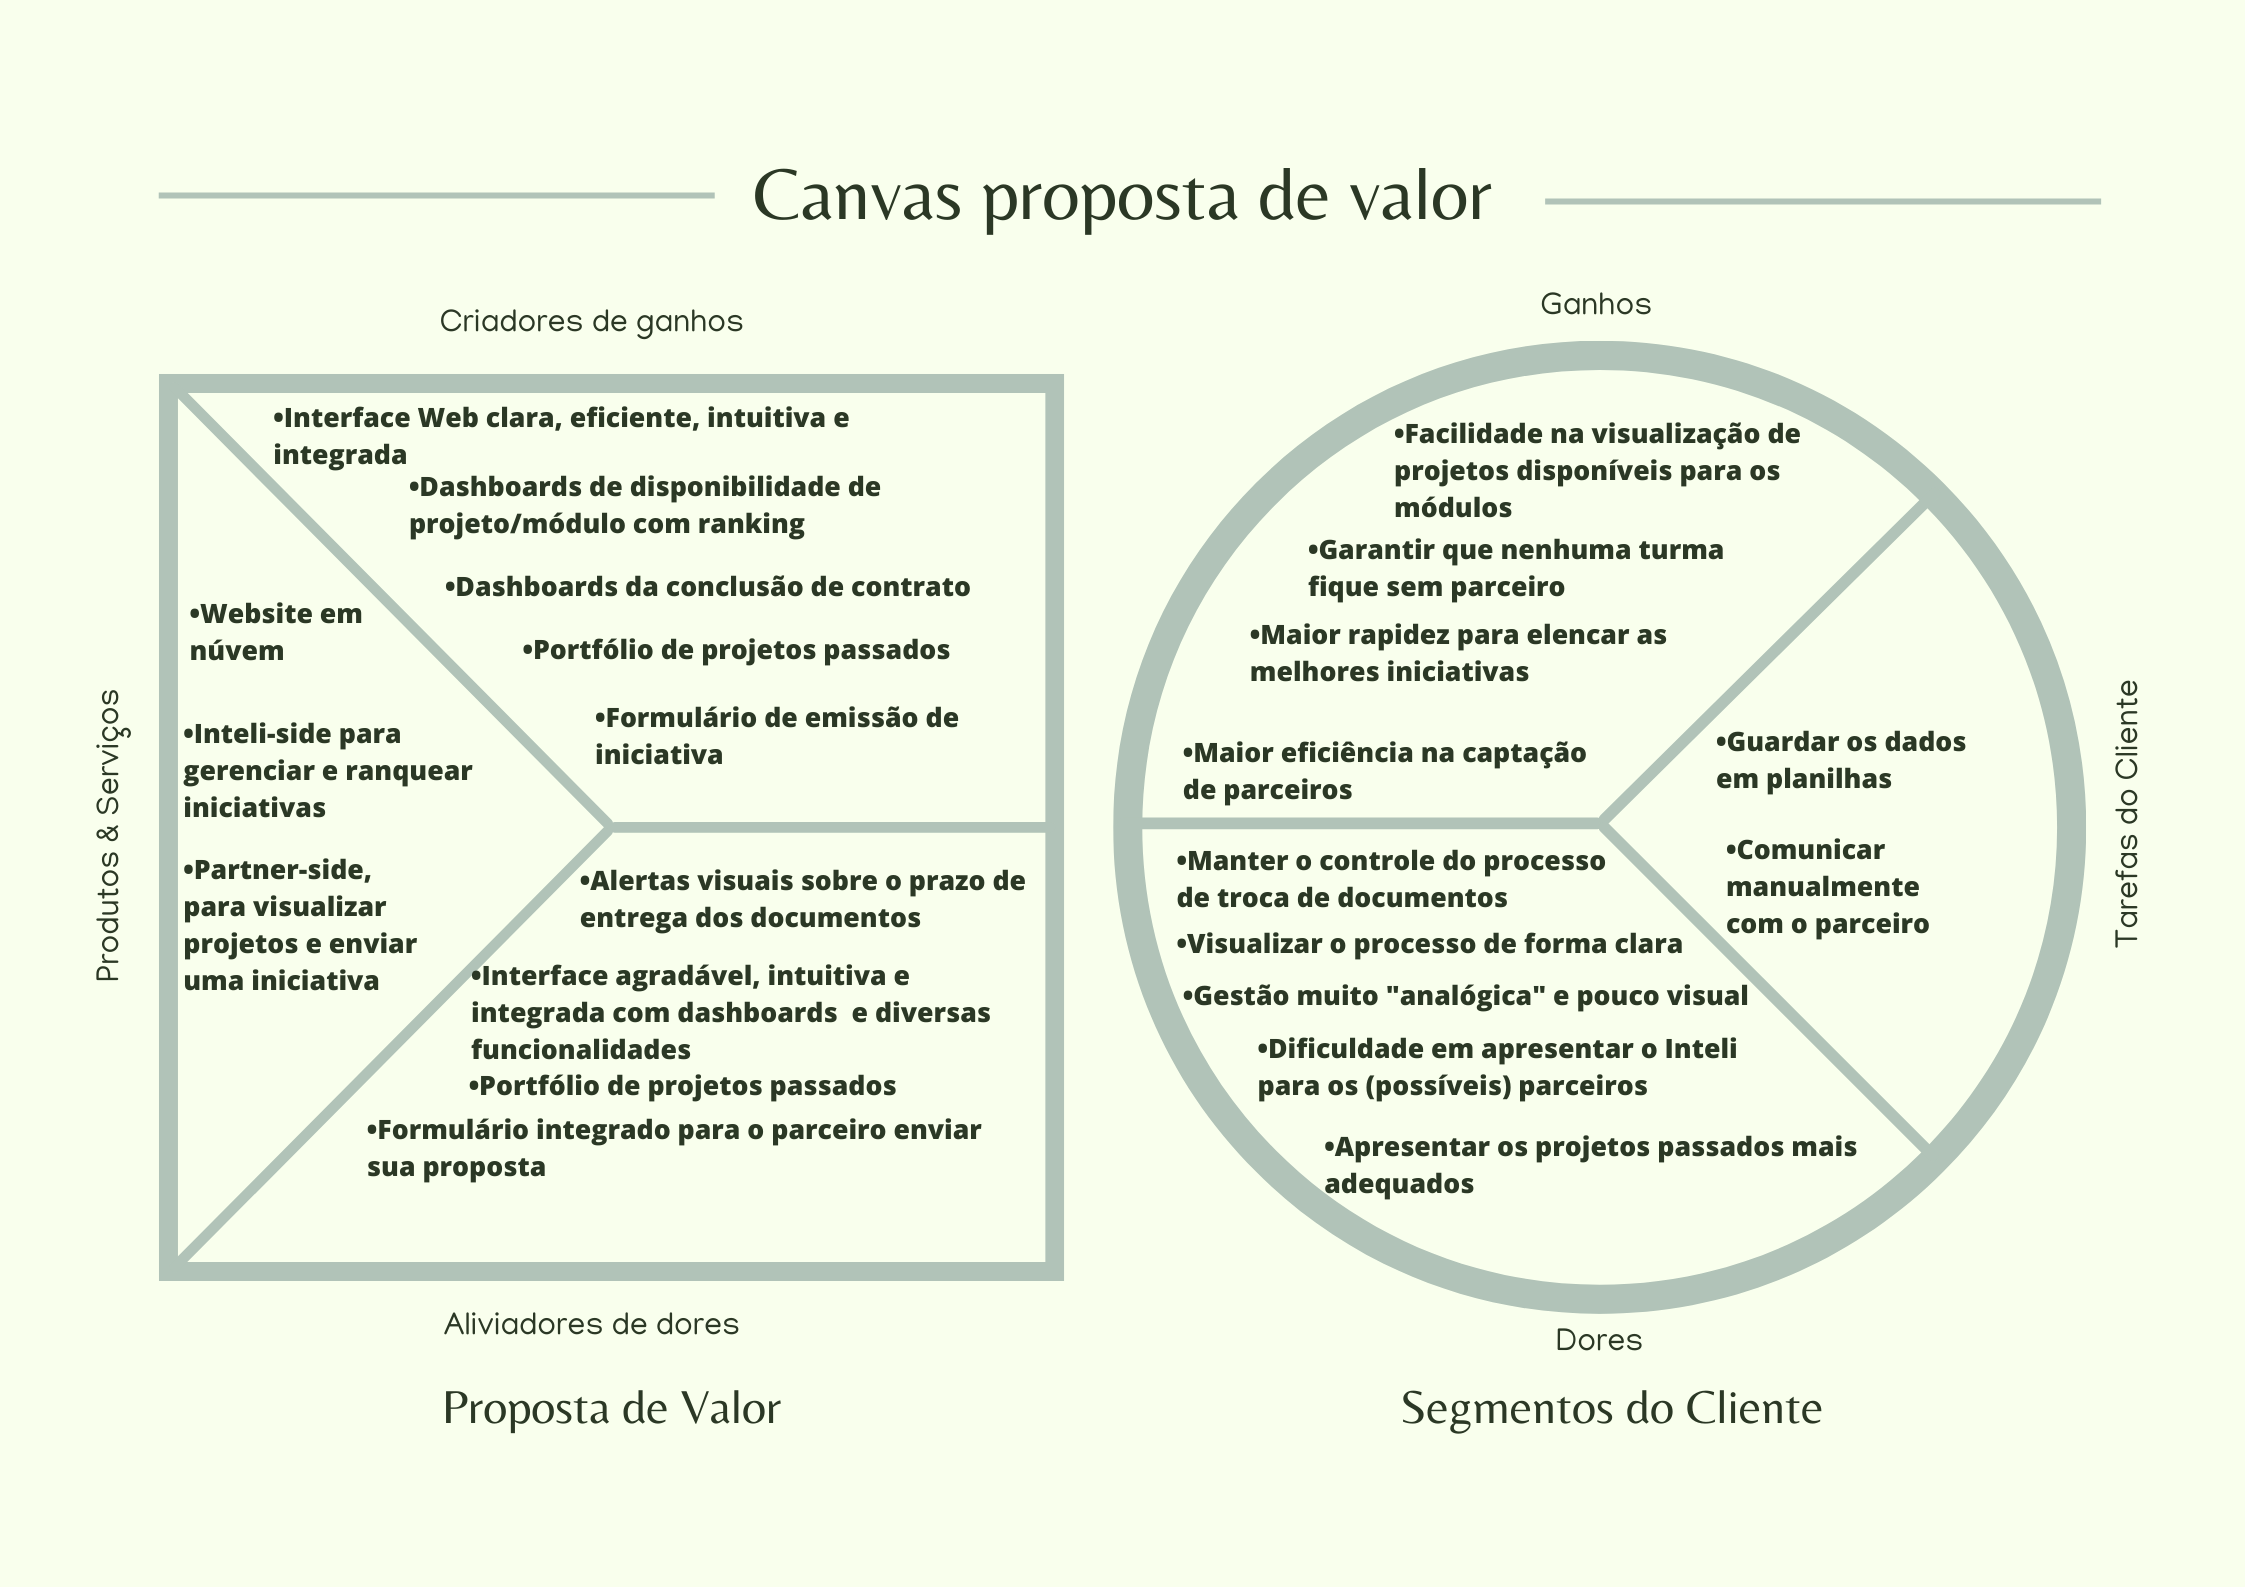 Canvas proposta de valor
Criadores de ganhos
•Interface Web clara, eficiente, intuitiva e
integrada
•Dashboards de disponibilidade de
projeto/módulo com ranking
•Dashboards da conclusão de contrato
•Portfólio de projetos passados
•Formulário de emissão de
iniciativa
Produtos & Serviços
•Website em
núvem
•Inteli-side para
gerenciar e ranquear
iniciativas
•Partner-side,
para visualizar
projetos e enviar
uma iniciativa
•Alertas visuais sobre o prazo de
entrega dos documentos
•Interface agradável, intuitiva e
integrada com dashboards  e diversas
funcionalidades
•Portfólio de projetos passados
•Formulário integrado para o parceiro enviar
sua proposta
Aliviadores de dores
Proposta de Valor
Ganhos
•Facilidade na visualização de
projetos disponíveis para os
módulos
•Garantir que nenhuma turma
fique sem parceiro
•Maior rapidez para elencar as
melhores iniciativas
•Maior eficiência na captação
de parceiros
•Guardar os dados
em planilhas
•Comunicar
manualmente
com o parceiro
Tarefas do Cliente
•Manter o controle do processo
de troca de documentos
•Visualizar o processo de forma clara
•Gestão muito "analógica" e pouco visual
•Dificuldade em apresentar o Inteli
para os (possíveis) parceiros
•Apresentar os projetos passados mais
adequados
Dores
Segmentos do Cliente